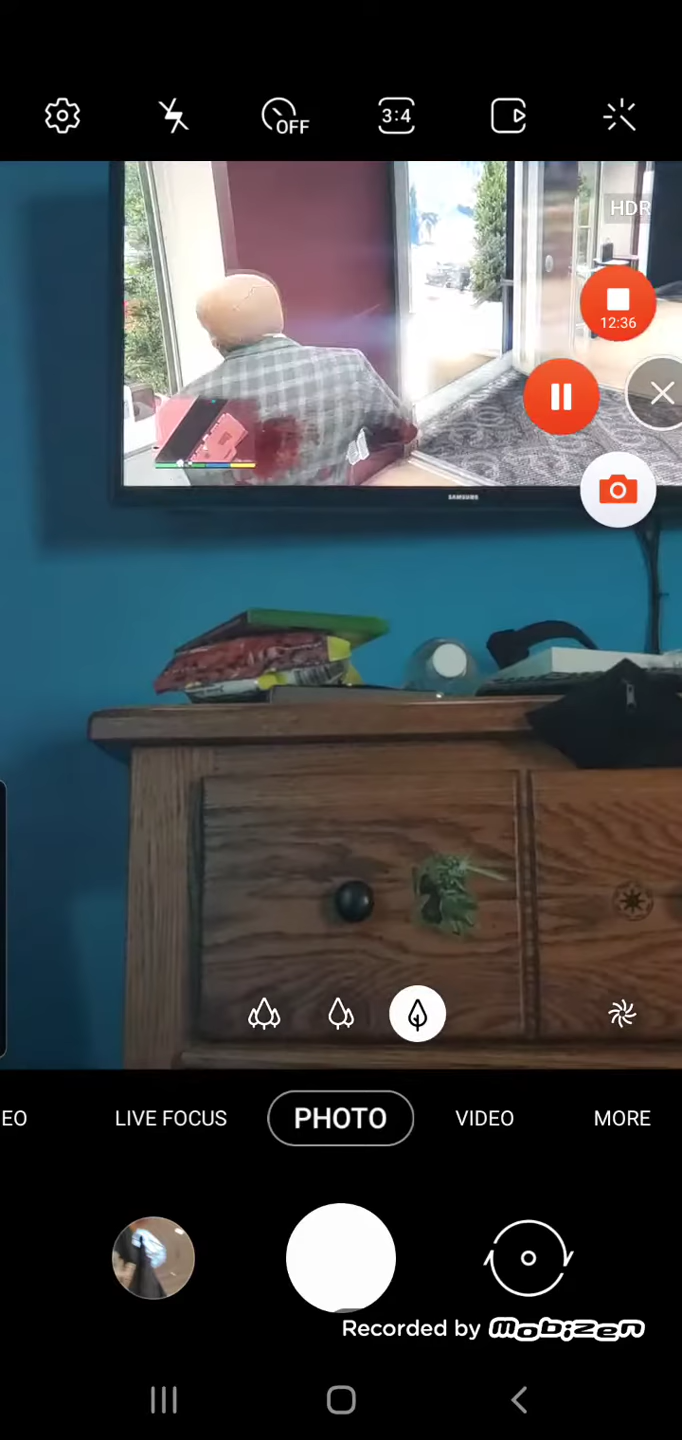 OFF
3:4
HDR
12:36
SAMSUNG
EO
LIVE FOCUS
PHOTO
VIDEO
MORE
Recorded by mobizen